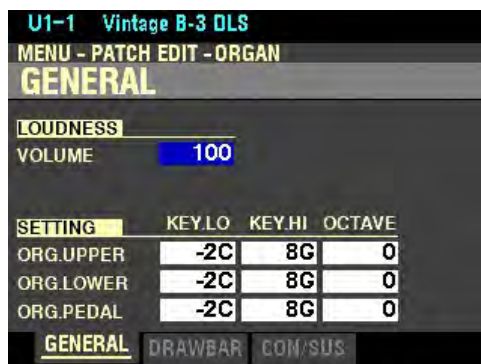 U1-1 Vintage B-3 DLS
MENU - PATCH EDIT - ORGAN
GENERAL
LOUDNESS
VOLUME 100
SETTING KEY.LO KEY.HI OCTAVE
ORG.UPPER -2C 8G 0
ORG.LOWER -2C 8G 0
ORG.PEDAL -2C 8G 0
GENERAL DRAWBAR CON/SUS